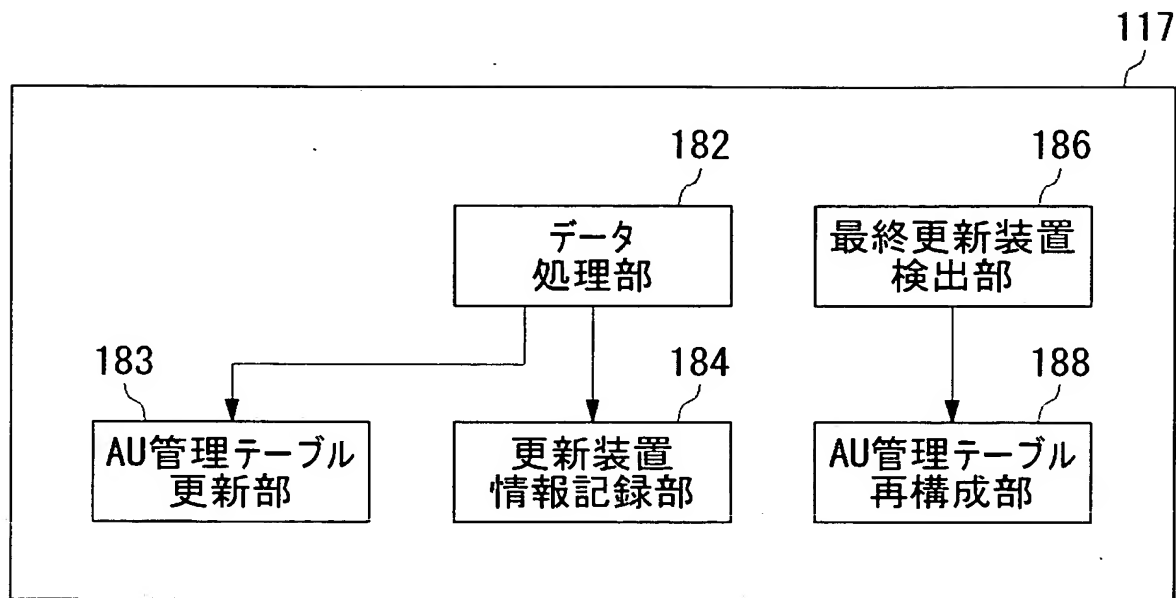 117
182
186
データ
処理部
最終更新装置
検出部
183
184
188
AU管理テーブル
更新部
更新装置
情報記録部
AU管理テーブル
再構成部